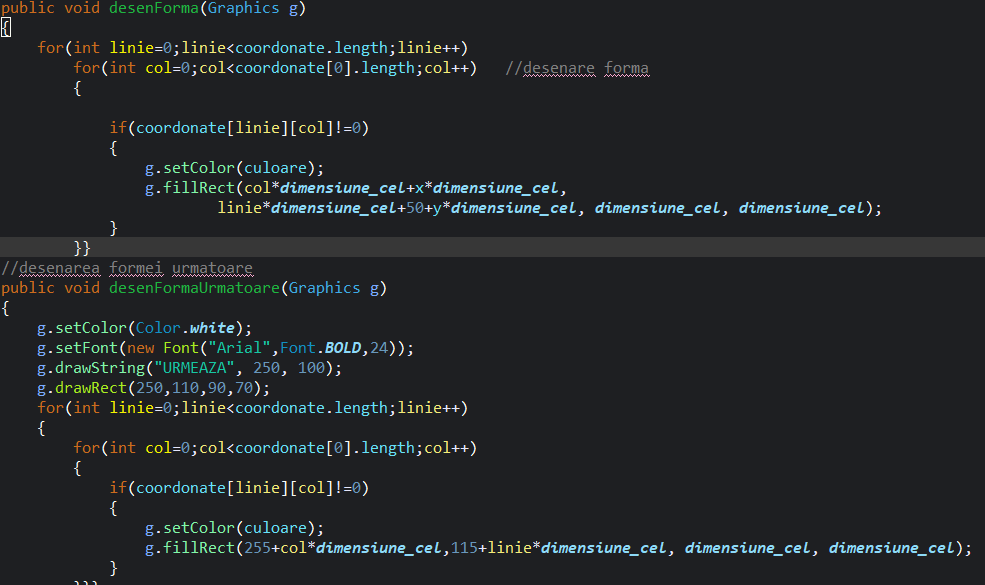 public void desenForma(Graphics g)
{
for(int linie=0;linie<coordonate.length;linie++)
for(int col=0;col<coordonate[0].length;col++) //desenare forma
{
if(coordonate[linie][col]!=0)
{
g.setColor(culoare);
g.fillRect(col*dimensiune_cel+x*dimensiune_cel,
linie*dimensiune_cel+50+y*dimensiune_cel, dimensiune_cel, dimensiune_cel);
}
}}
//desenarea formei urmatoare
public void desenFormaUrmatoare(Graphics g)
{
g.setColor(Color.white);
g.setFont(new Font("Arial",Font.BOLD,24));
g.drawString("URMEAZA", 250, 100);
g.drawRect(250,110,90,70);
for(int linie=0;linie<coordonate.length;linie++)
{
for(int col=0;col<coordonate[0].length;col++)
{
if(coordonate[linie][col]!=0)
{
g.setColor(culoare);
g.fillRect(255+col*dimensiune_cel,115+linie*dimensiune_cel, dimensiune_cel, dimensiune_cel);
}
}}}